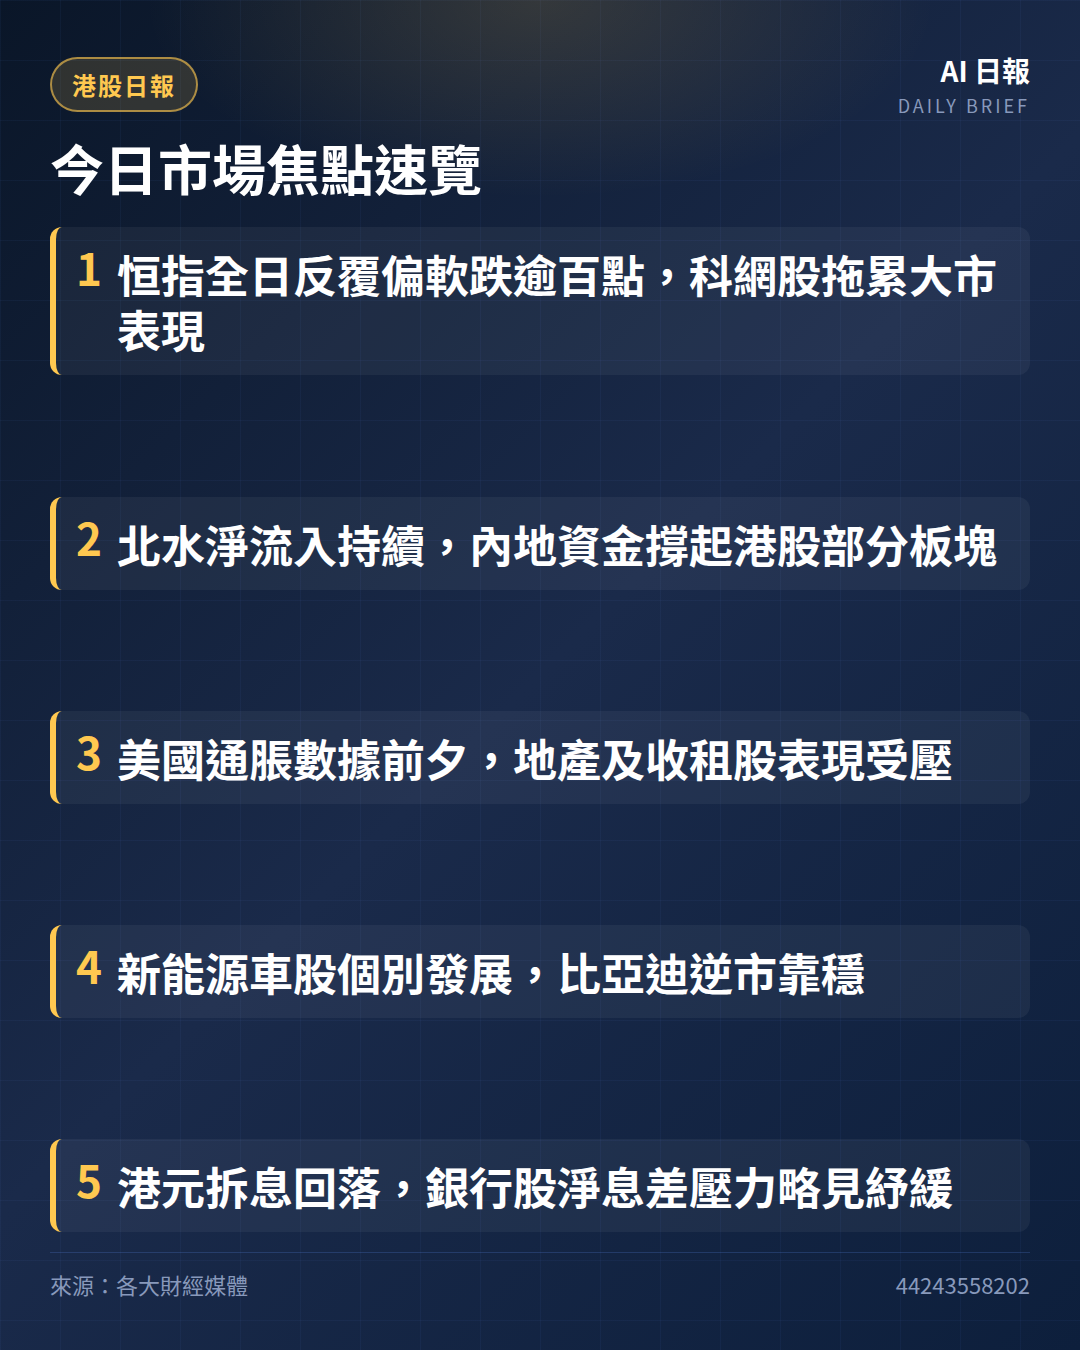 港股日報
AI 日報
DAILY BRIEF
今日市場焦點速覽
1 恒指全日反覆偏軟跌逾百點，科網股拖累大市
表現
2 北水淨流入持續，內地資金撐起港股部分板塊
3 美國通脹數據前夕，地產及收租股表現受壓
4 新能源車股個別發展，比亞迪逆市靠穩
5 港元拆息回落，銀行股淨息差壓力略見紓緩
來源：各大財經媒體
44243558202